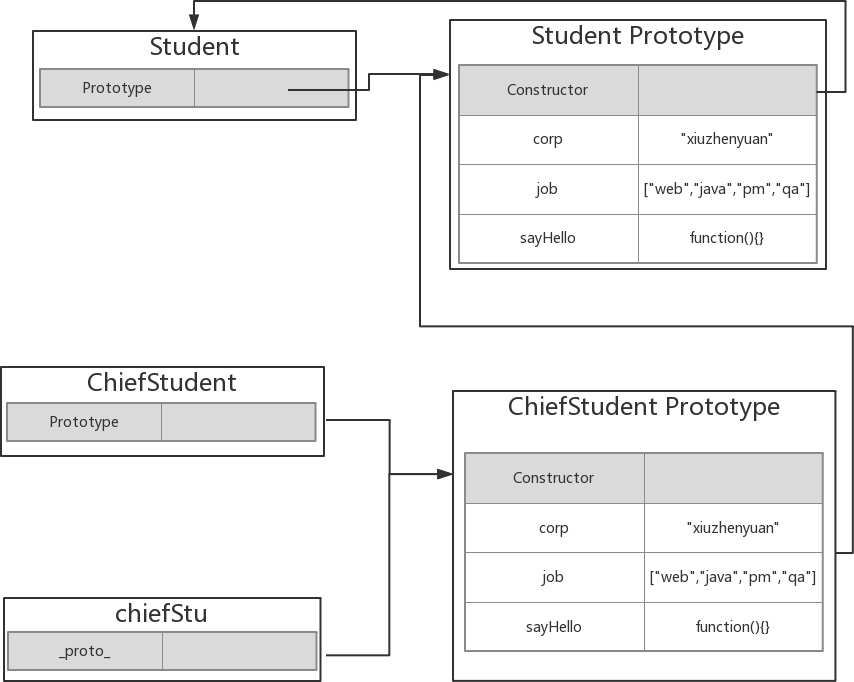 Student
Prototype
Student Prototype
Constructor
corp "xiuzhenyuan"
job ["web","java","pm","qa"]
sayHello function(){}
ChiefStudent
Prototype
ChiefStudent Prototype
Constructor
corp "xiuzhenyuan"
job ["web","java","pm","qa"]
sayHello function(){}
chiefStu
_proto_